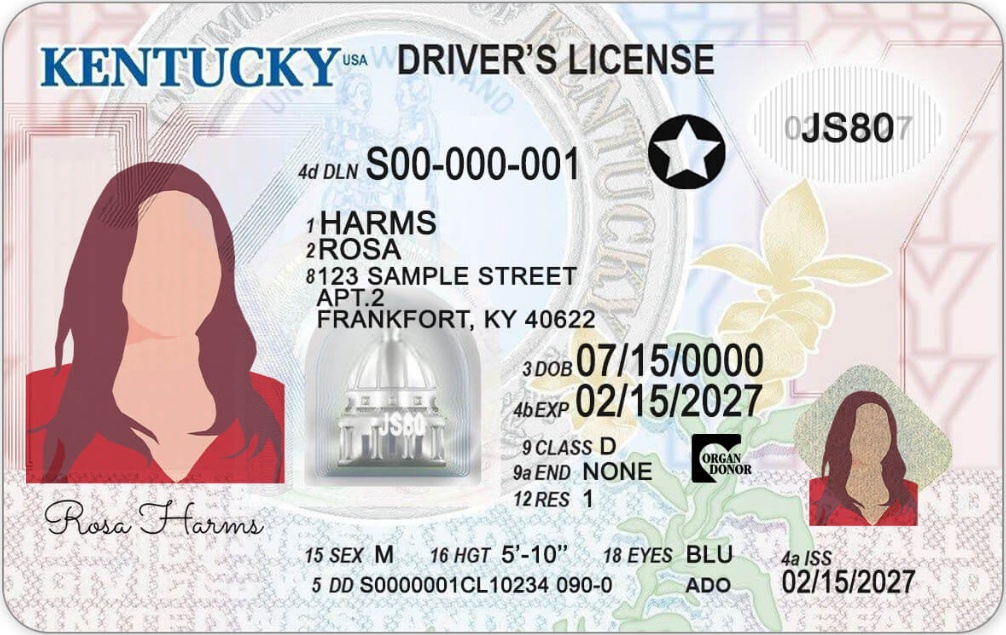 KENTUCKY USA DRIVER'S LICENSE
JS80
4d DLN S00-000-001
1 HARMS
2 ROSA
8 123 SAMPLE STREET
APT.2
FRANKFORT, KY 40622
3 DOB 07/15/0000
4b EXP 02/15/2027
JS80
9 CLASS D
9a END NONE
ORGAN DONOR
12 RES 1
Rosa Harms
15 SEX M 16 HGT 5'-10" 18 EYES BLU
4a ISS
5 DD S0000001CL10234 090-0 ADO 02/15/2027